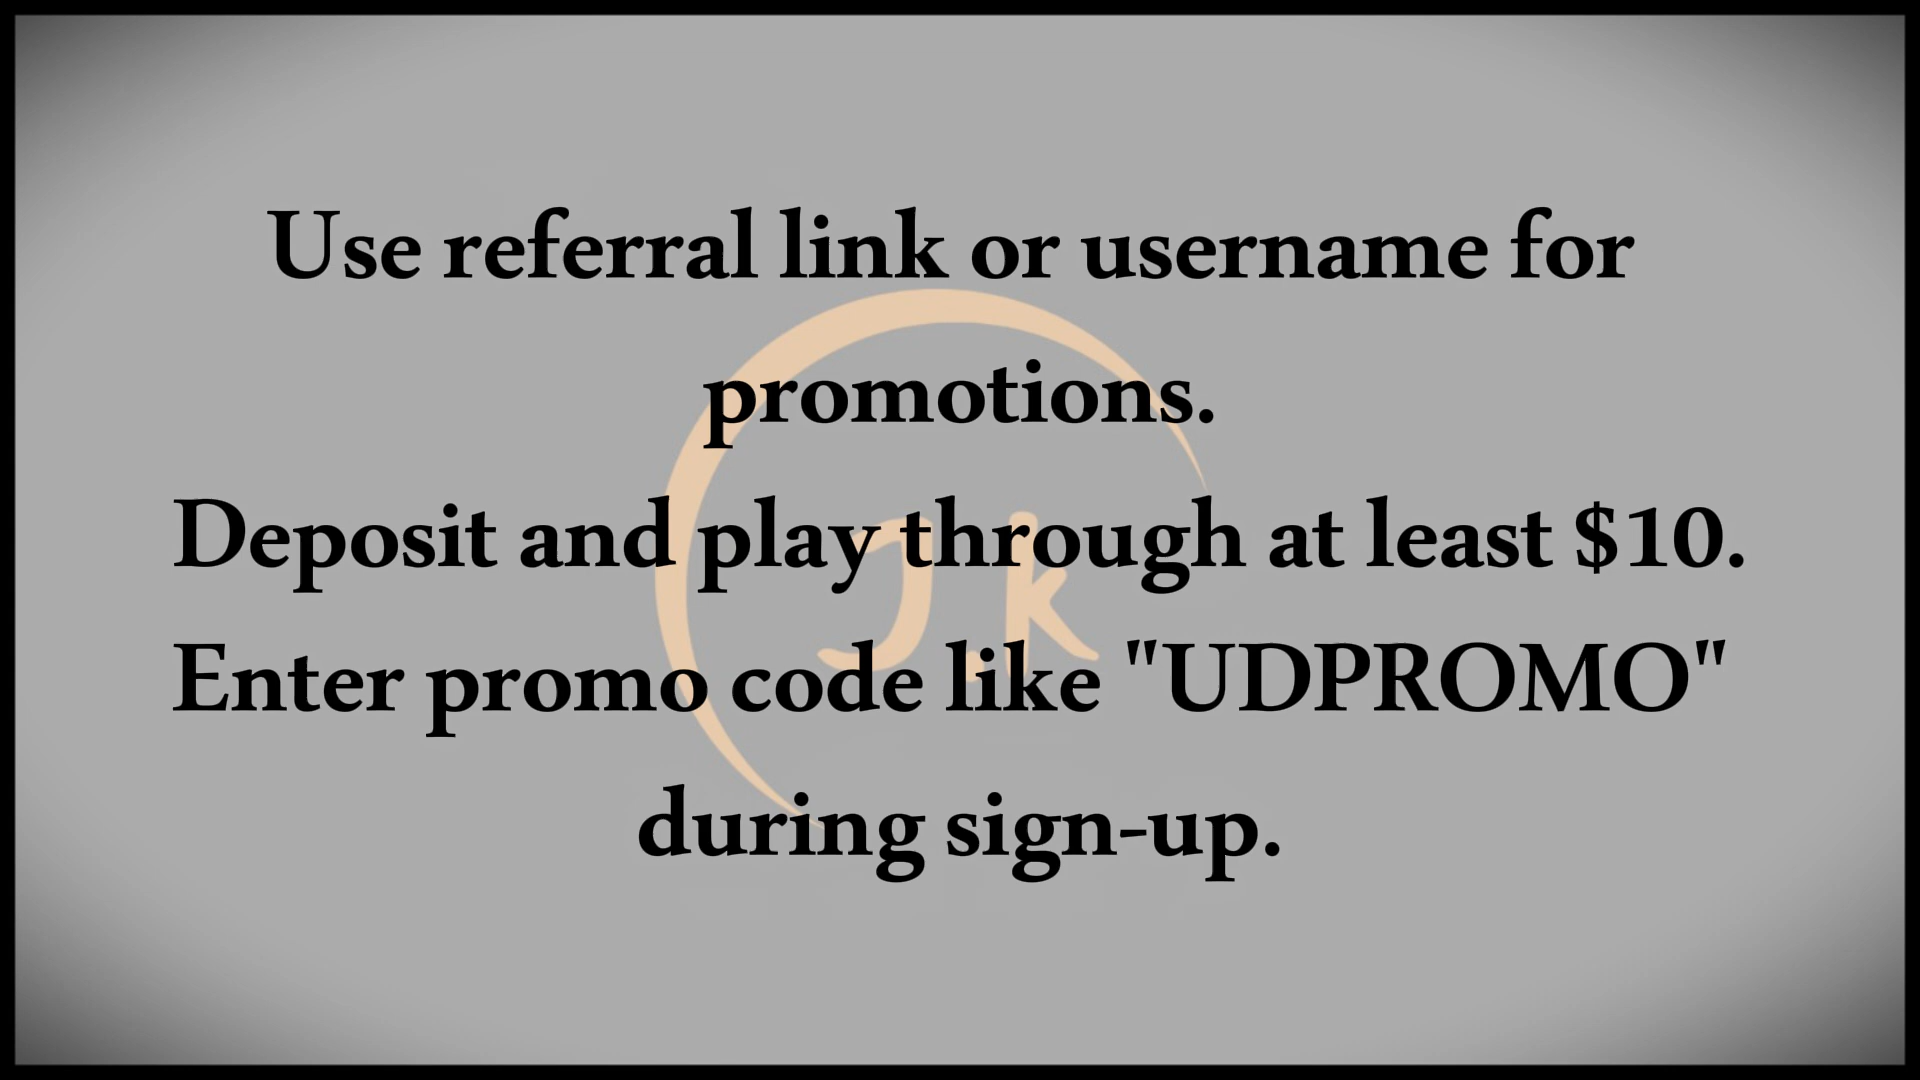 Use referral link or username for
promotions.
Deposit and play through at least $10.
Enter promo code like "UDPROMO"
during sign-up.
J.k